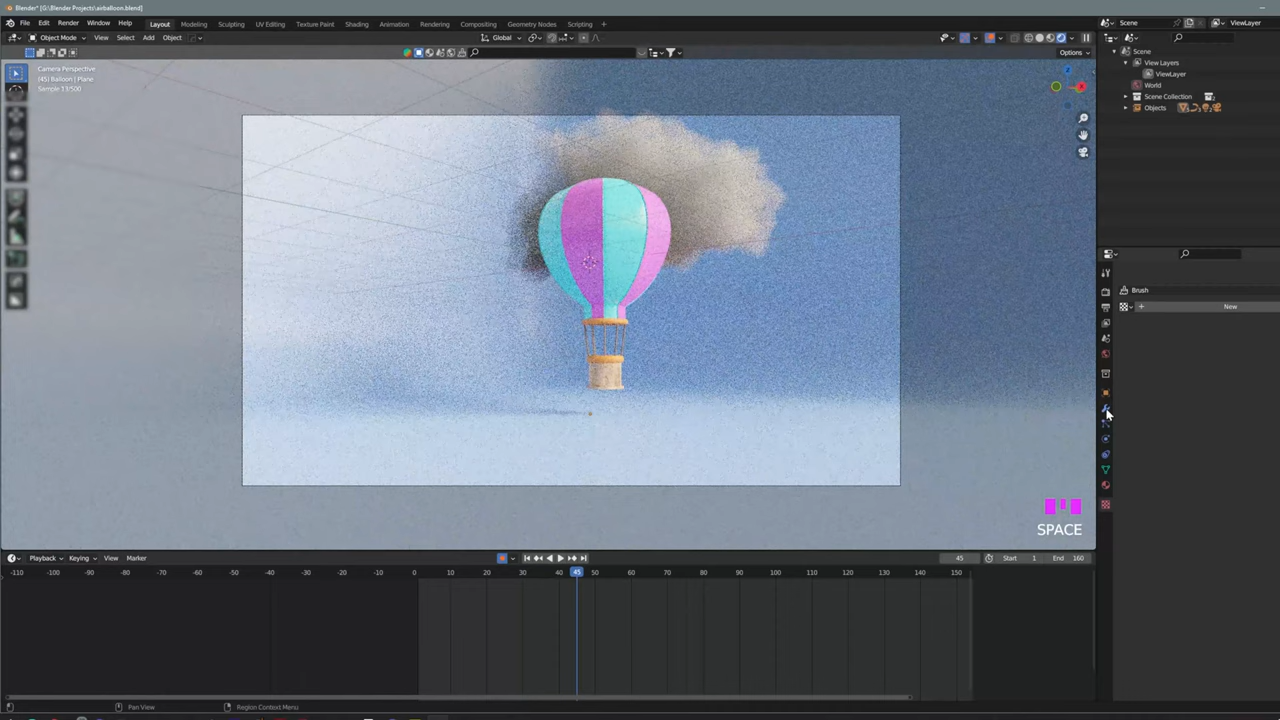 Blender* [G:\Blender Projects\airballoon.blend]
File Edit Render Window Help Layout Modeling Sculpting UV Editing Texture Paint Shading Animation Rendering Compositing Geometry Nodes Scripting + Scene ViewLayer
Object Mode View Select Add Object Global
Options
Camera Perspective
(45) Balloon | Plane
Sample 13/500
Scene
View Layers
ViewLayer
World
Scene Collection
Objects
Brush
New
SPACE
Playback Keying View Marker 45 Start 1 End 160
-110 -100 -90 -80 -70 -60 -50 -40 -30 -20 -10 0 10 20 30 40 45 50 60 70 80 90 100 110 120 130 140 150
Pan View Region Context Menu